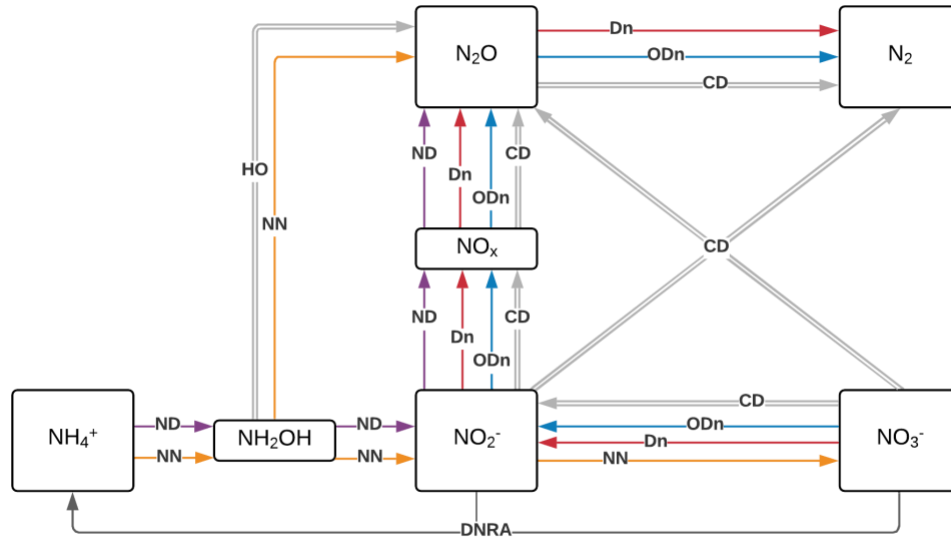 Dn
N₂O
N₂
ODn
CD
ND
CD
Dn
HO
ODn
NN
NOₓ
CD
ND
CD
Dn
ODn
CD
ND
ND
ODn
NH₄⁺
NH₂OH
NO₂⁻
Dn
NO₃⁻
NN
NN
NN
DNRA